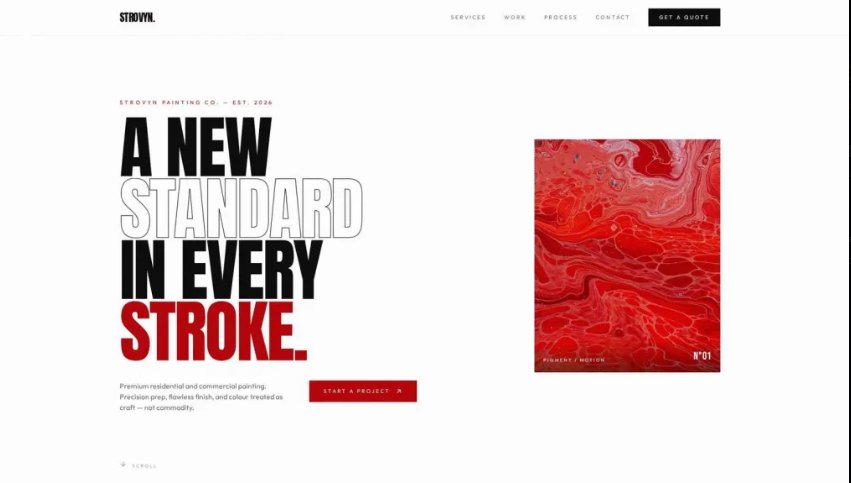 STROVYN.
SERVICES WORK PROCESS CONTACT GET A QUOTE
STROVYN PAINTING CO. — EST. 2026
A NEW
STANDARD
IN EVERY
STROKE.
Premium residential and commercial painting.
Precision prep, flawless finish, and colour treated as
craft — not commodity.
START A PROJECT
PIGMENT / MOTION
N°01
SCROLL